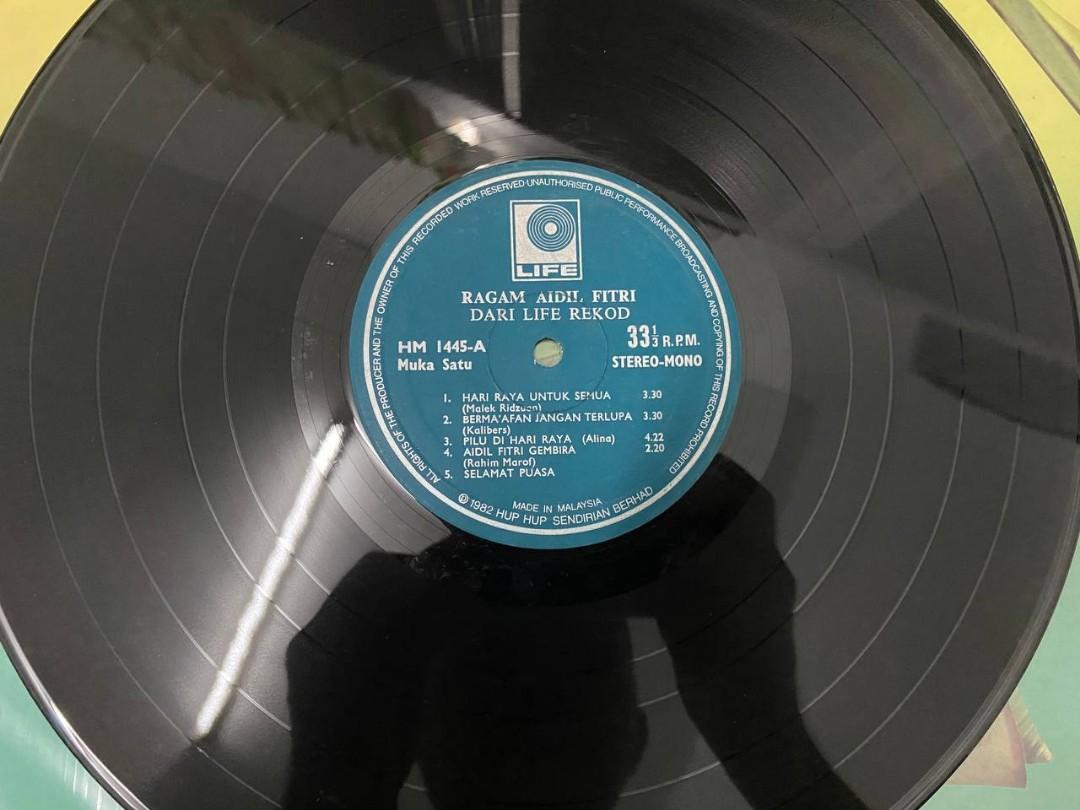 ALL RIGHTS OF THE PRODUCER AND THE OWNER OF THIS RECORDED WORK RESERVED·UNAUTHORISED PUBLIC PERFORMANCE BROADCASTING AND COPYING OF THIS RECORD PROHIBITED
LIFE
RAGAM AIDIL FITRI
DARI LIFE REKOD
HM 1445-A
Muka Satu
33⅓ R.P.M.
STEREO-MONO
1. HARI RAYA UNTUK SEMUA 3.30
(Malek Ridzuan)
2. BERMA'AFAN JANGAN TERLUPA 3.30
(Kalibers)
3. PILU DI HARI RAYA (Alina) 4.22
4. AIDIL FITRI GEMBIRA 2.20
(Rahim Marof)
5. SELAMAT PUASA
MADE IN MALAYSIA
Ⓟ 1982 HUP HUP SENDIRIAN BERHAD